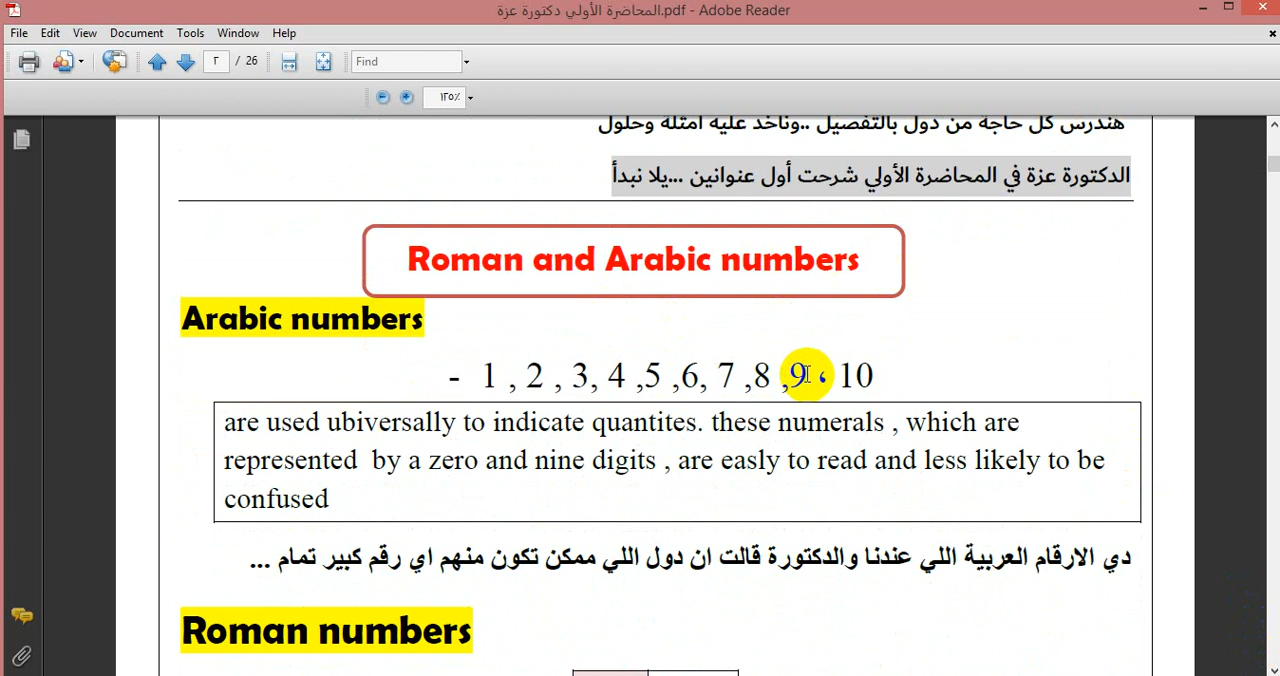 المحاضرة الأولي دكتورة عزة.pdf - Adobe Reader
File Edit View Document Tools Window Help
٢ / 26 Find
١٢٥٪
هندرس كل حاجة من دول بالتفصيل ..وناخد عليه امثلة وحلول
الدكتورة عزة في المحاضرة الأولي شرحت أول عنوانين ...يلا نبدأ
Roman and Arabic numbers
Arabic numbers
- 1 , 2 , 3, 4 ,5 ,6, 7 ,8 ,9 ، 10
are used ubiversally to indicate quantites. these numerals , which are
represented by a zero and nine digits , are easly to read and less likely to be
confused
دي الارقام العربية اللي عندنا والدكتورة قالت ان دول اللي ممكن تكون منهم اي رقم كبير تمام ...
Roman numbers